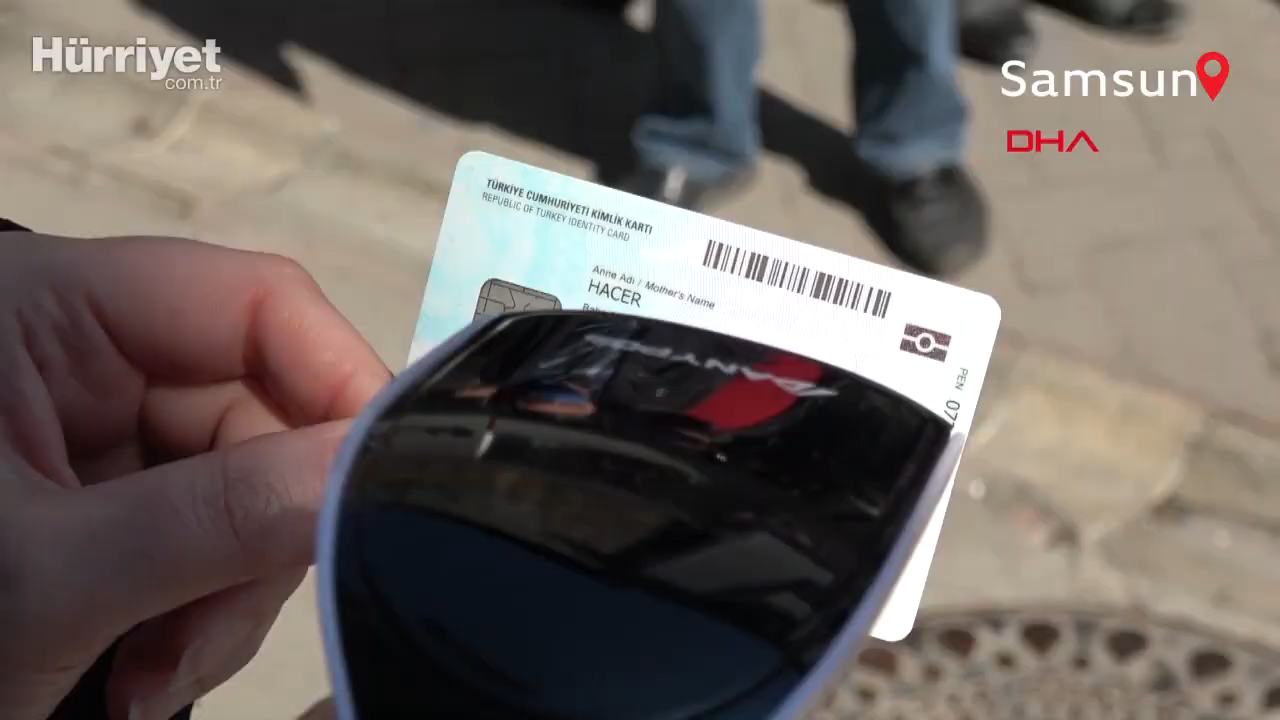 Hürriyet
com.tr
Samsun
DHA
TÜRKİYE CUMHURİYETİ KİMLİK KARTI
REPUBLIC OF TURKEY IDENTITY CARD
Anne Adı / Mother's Name
HACER
PEN